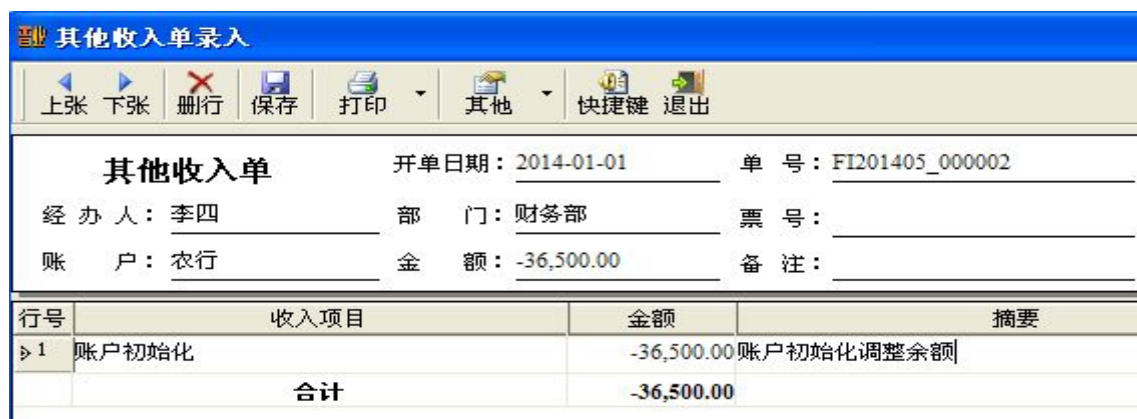 其他收入单录入
上张 下张 删行 保存 打印 其他 快捷键 退出
其他收入单 开单日期：2014-01-01 单 号：FI201405_000002
经 办 人：李四 部 门：财务部 票 号：
账 户：农行 金 额：-36,500.00 备 注：
行号 收入项目 金额 摘要
1 账户初始化 -36,500.00 账户初始化调整余额
合计 -36,500.00